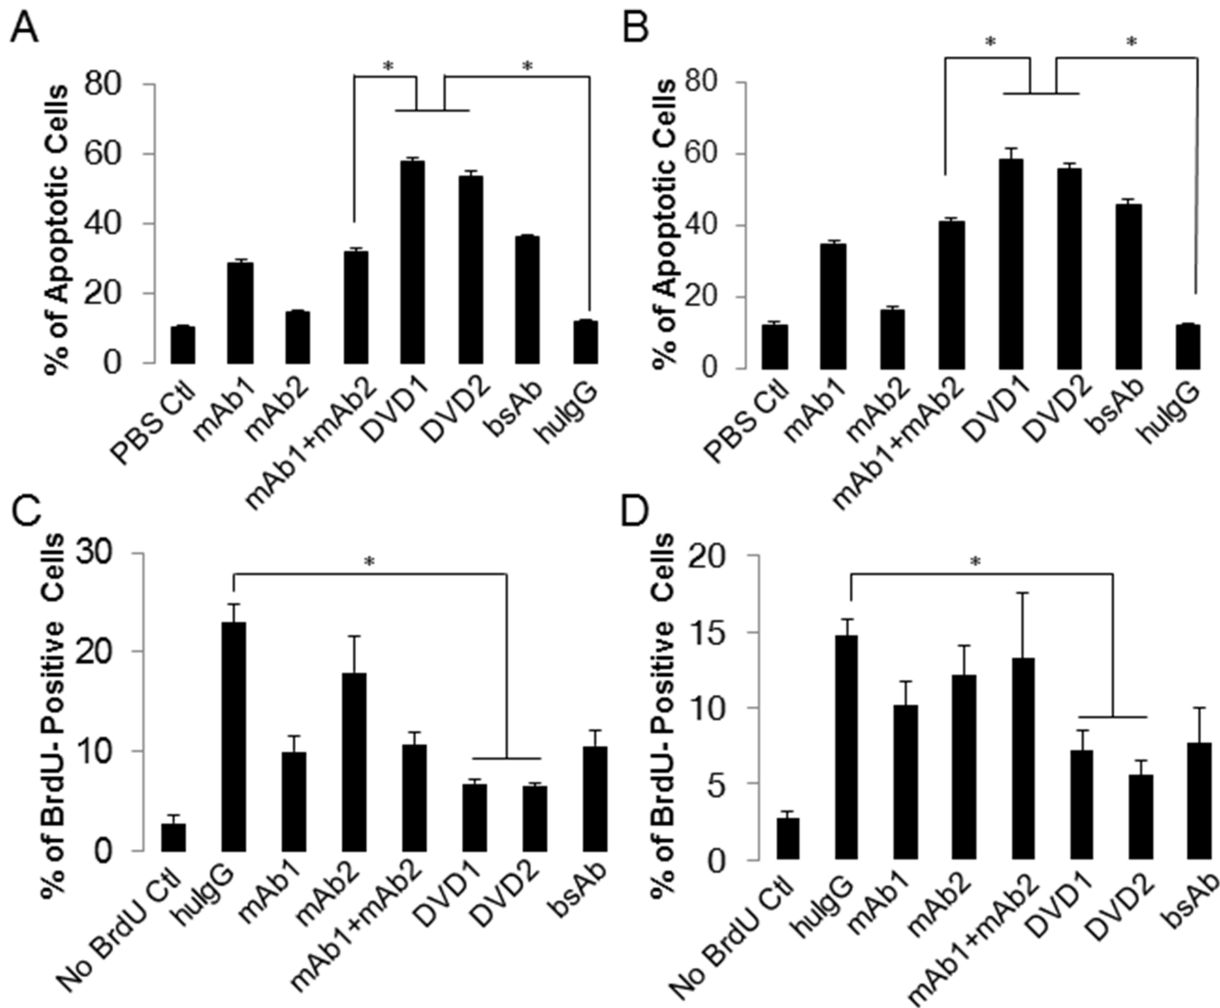 A
% of Apoptotic Cells
80
60
40
20
0
* *
PBS Ctl
mAb1
mAb2
mAb1+mAb2
DVD1
DVD2
bsAb
huIgG
B
% of Apoptotic Cells
80
60
40
20
0
* *
PBS Ctl
mAb1
mAb2
mAb1+mAb2
DVD1
DVD2
bsAb
huIgG
C
% of BrdU- Positive Cells
30
20
10
0
*
No BrdU Ctl
huIgG
mAb1
mAb2
mAb1+mAb2
DVD1
DVD2
bsAb
D
% of BrdU- Positive Cells
20
15
10
5
0
*
No BrdU Ctl
huIgG
mAb1
mAb2
mAb1+mAb2
DVD1
DVD2
bsAb